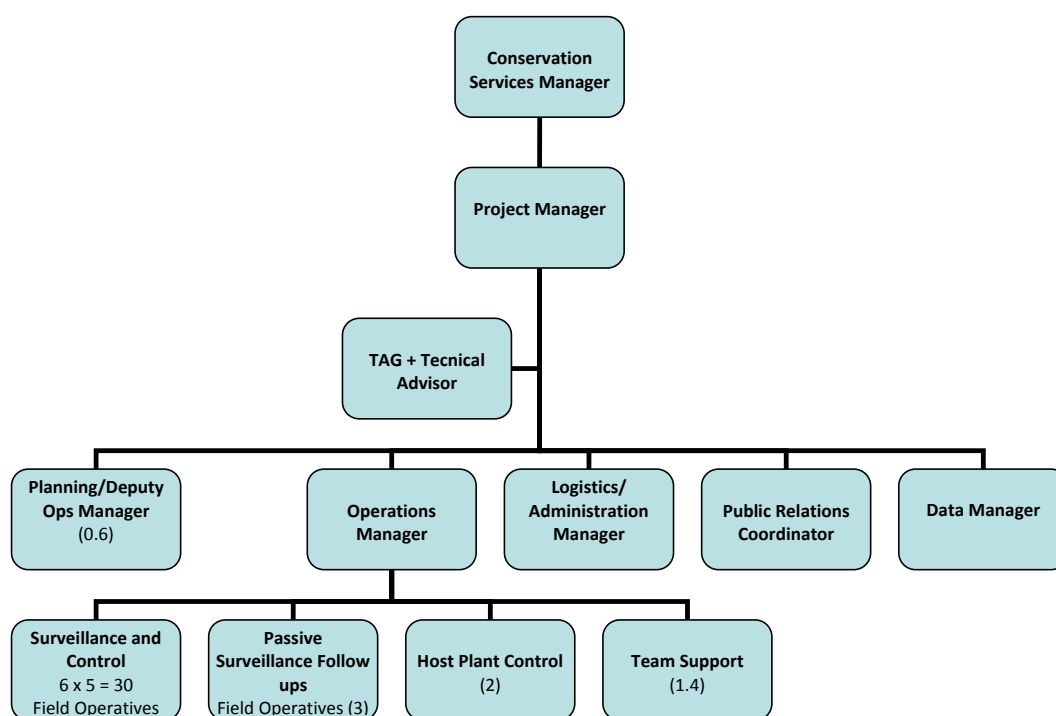 Conservation
Services Manager
Project Manager
TAG + Tecnical
Advisor
Planning/Deputy
Ops Manager
(0.6)
Operations
Manager
Logistics/
Administration
Manager
Public Relations
Coordinator
Data Manager
Surveillance and
Control
6 x 5 = 30
Field Operatives
Passive
Surveillance Follow
ups
Field Operatives (3)
Host Plant Control
(2)
Team Support
(1.4)